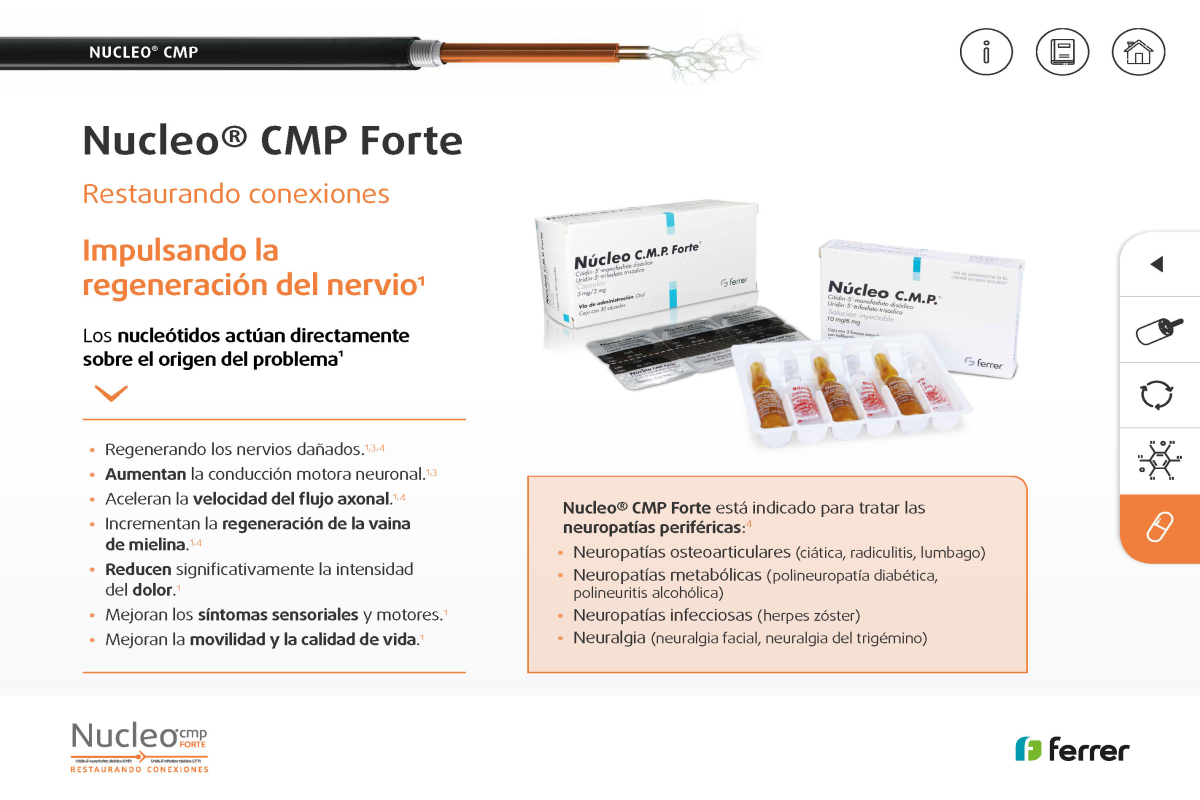 NUCLEO® CMP
Nucleo® CMP Forte
Restaurando conexiones
Impulsando la
regeneración del nervio¹
Los nucleótidos actúan directamente
sobre el origen del problema¹
• Regenerando los nervios dañados.¹,³,⁴
• Aumentan la conducción motora neuronal.¹,³
• Aceleran la velocidad del flujo axonal.¹,⁴
• Incrementan la regeneración de la vaina
de mielina.¹,⁴
• Reducen significativamente la intensidad
del dolor.¹
• Mejoran los síntomas sensoriales y motores.¹
• Mejoran la movilidad y la calidad de vida.¹
Núcleo C.M.P. Forte
Citidin-5'-monofosfato disódico
Uridin-5'-trifosfato trisódico
Cápsulas
5 mg/3 mg
Vía de administración: Oral
Caja con 30 cápsulas
ferrer
Núcleo C.M.P.
Citidin-5'-monofosfato disódico
Uridin-5'-trifosfato trisódico
Solución inyectable
10 mg/6 mg
ferrer
Nucleo CMP Forte
Nucleo® CMP Forte está indicado para tratar las
neuropatías periféricas:⁴
• Neuropatías osteoarticulares (ciática, radiculitis, lumbago)
• Neuropatías metabólicas (polineuropatía diabética,
polineuritis alcohólica)
• Neuropatías infecciosas (herpes zóster)
• Neuralgia (neuralgia facial, neuralgia del trigémino)
Nucleo cmp
FORTE
RESTAURANDO CONEXIONES
ferrer